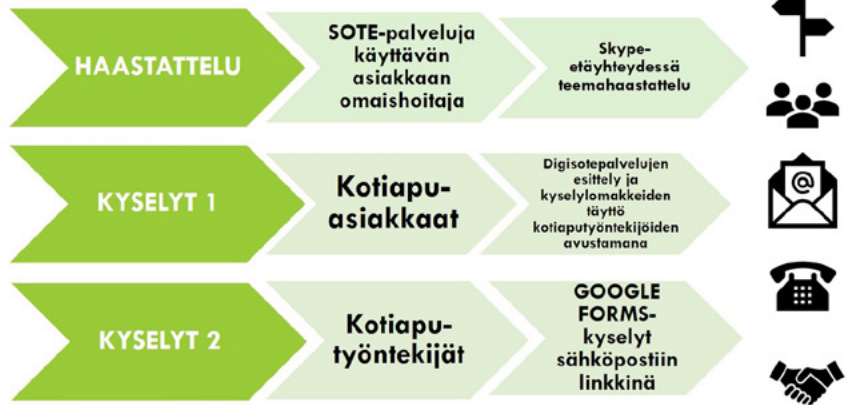 HAASTATTELU
SOTE-palveluja
käyttävän
asiakkaan
omaishoitaja
Skype-
etäyhteydessä
teemahaastattelu
KYSELYT 1
Kotiapu-
asiakkaat
Digisotepalvelujen
esittely ja
kyselylomakkeiden
täyttö
kotiaputyöntekijöiden
avustamana
KYSELYT 2
Kotiapu-
työntekijät
GOOGLE
FORMS-
kyselyt
sähköpostiin
linkkinä
@